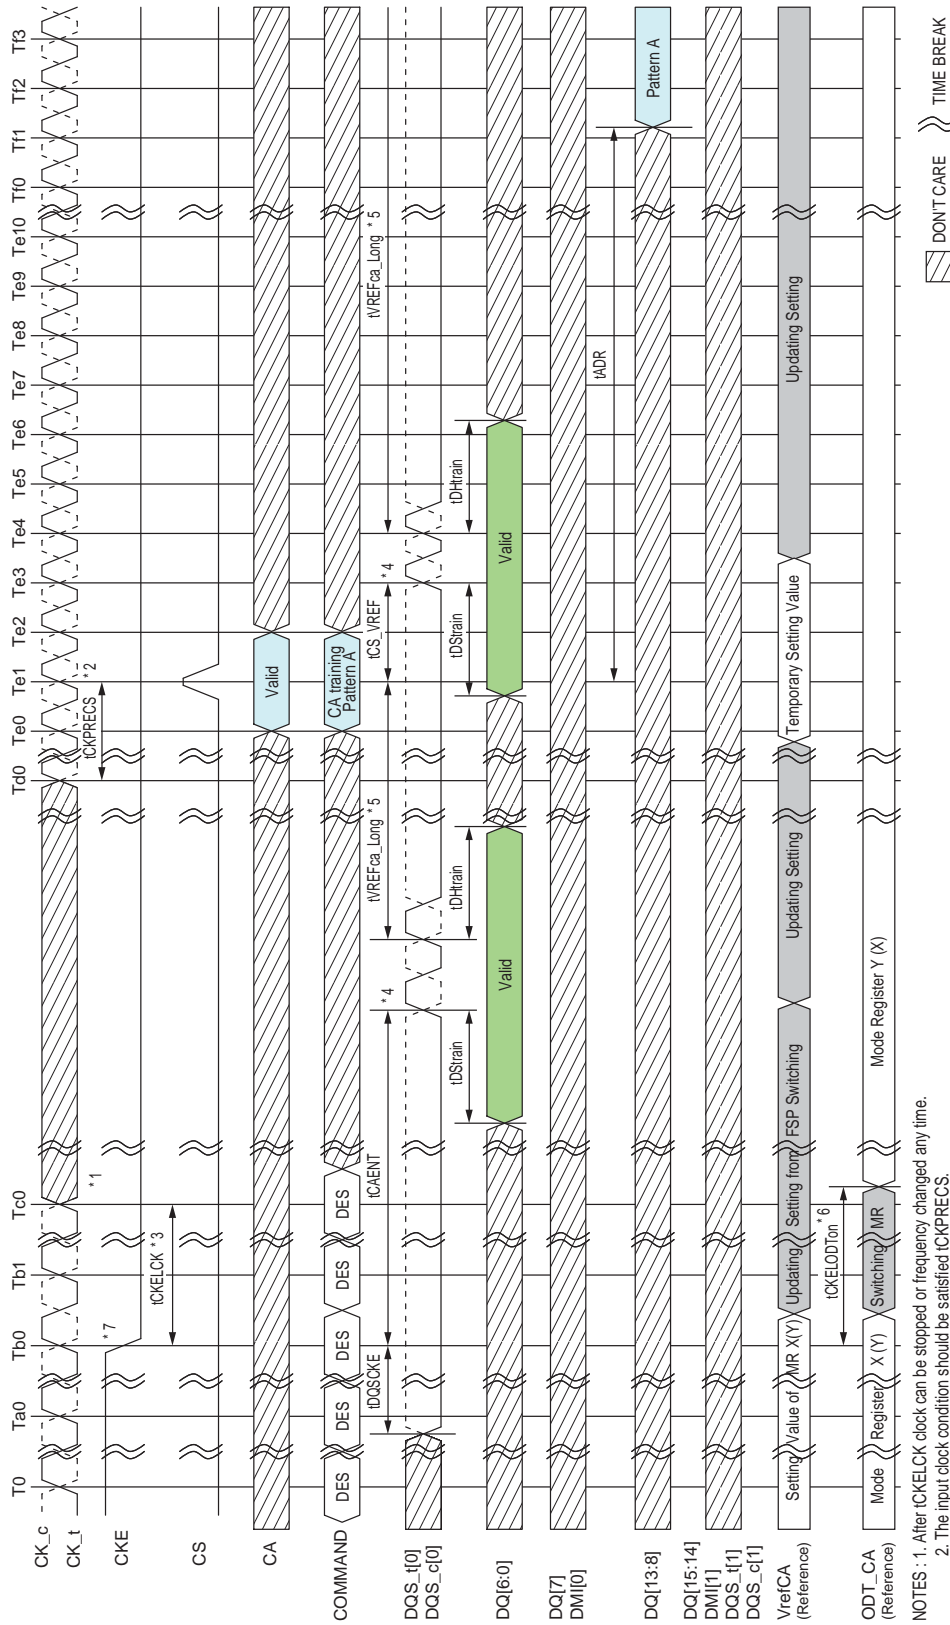 T0 Ta0 Tb0 Tb1 Tc0 Td0 Te0 Te1 Te2 Te3 Te4 Te5 Te6 Te7 Te8 Te9 Te10 Tf0 Tf1 Tf2 Tf3
CK_c
CK_t
*1
tCKPRECS
*2
CKE
*7
tCKELCK *3
CS
CA
Valid
COMMAND
DES DES DES DES DES
CA training
Pattern A
tDQSCKE
tCAENT
*4
tVREFca_Long *5
tCS_VREF
*4
tVREFca_Long *5
DQS_t[0]
DQS_c[0]
tDStrain
tDHtrain
tDStrain
tDHtrain
DQ[6:0]
Valid
Valid
DQ[7]
DMI[0]
tADR
DQ[13:8]
Pattern A
DQ[15:14]
DMI[1]
DQS_t[1]
DQS_c[1]
VrefCA
(Reference)
Setting Value of MR X(Y)
Updating Setting from FSP Switching
Updating Setting
Temporary Setting Value
Updating Setting
tCKELODTon *6
ODT_CA
(Reference)
Mode Register X (Y)
Switching MR
Mode Register Y (X)
DON'T CARE
TIME BREAK
NOTES : 1. After tCKELCK clock can be stopped or frequency changed any time.
2. The input clock condition should be satisfied tCKPRECS.